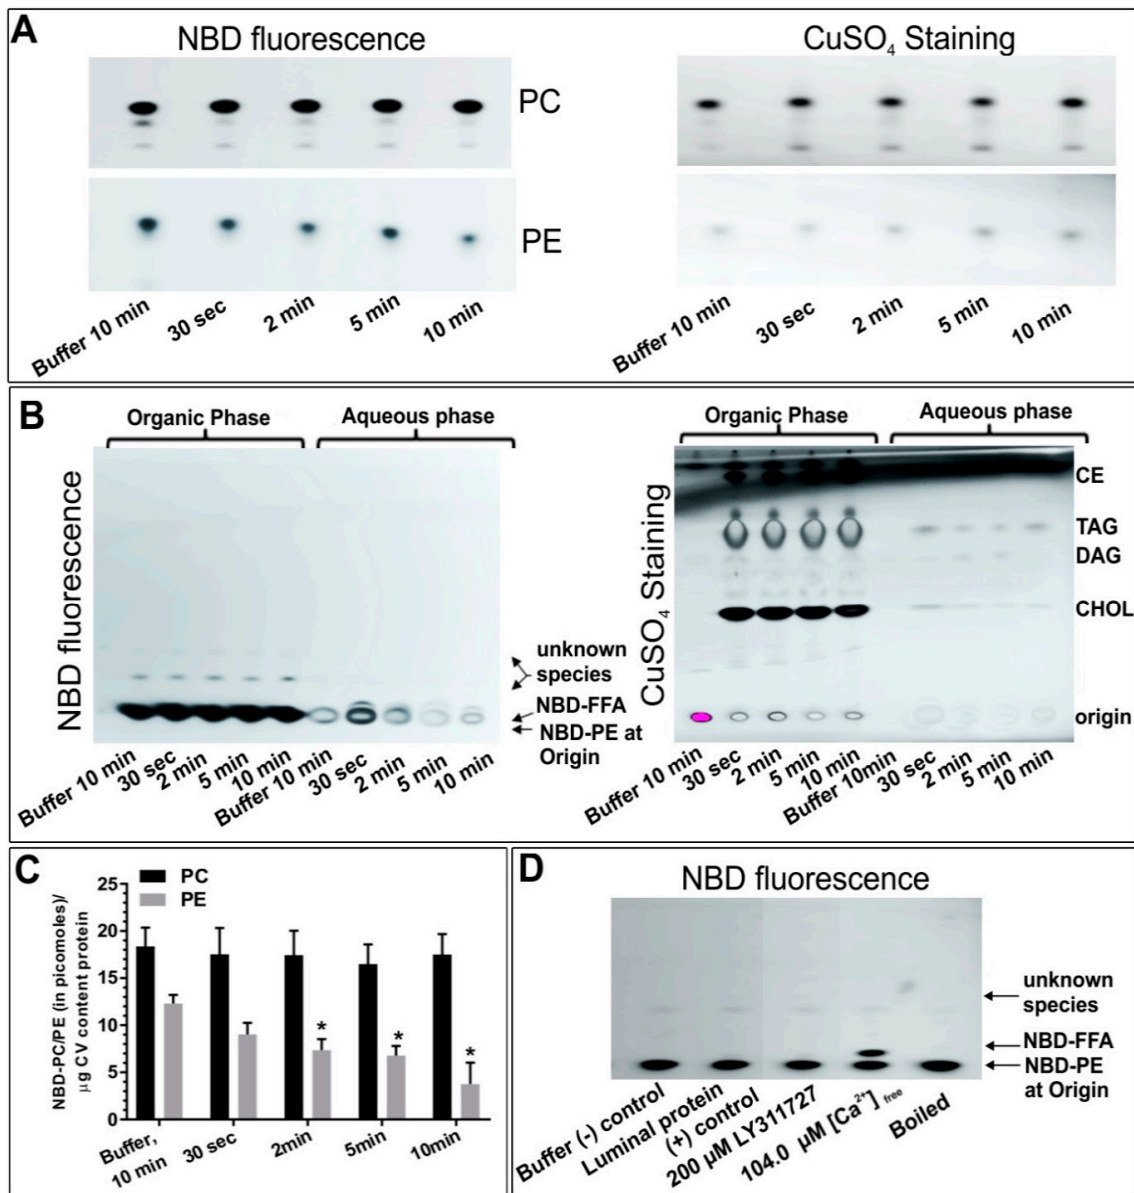 A
NBD fluorescence
CuSO₄ Staining
PC
PE
Buffer 10 min
30 sec
2 min
5 min
10 min
Buffer 10 min
30 sec
2 min
5 min
10 min
B
Organic Phase
Aqueous phase
Organic Phase
Aqueous phase
NBD fluorescence
unknown
species
NBD-FFA
NBD-PE at
Origin
CuSO₄ Staining
CE
TAG
DAG
CHOL
origin
Buffer 10 min
30 sec
2 min
5 min
10 min
Buffer 10 min
30 sec
2 min
5 min
10 min
Buffer 10 min
30 sec
2 min
5 min
10 min
Buffer 10min
30 sec
2 min
5 min
10 min
C
NBD-PC/PE (in picomoles)/
μg CV content protein
25
20
15
10
5
0
PC
PE
*
*
*
Buffer,
10 min
30 sec
2min
5min
10min
D
NBD fluorescence
unknown
species
NBD-FFA
NBD-PE
at Origin
Buffer (-) control
Luminal protein
(+) control
200 μM LY311727
104.0 μM [Ca²⁺] free
Boiled